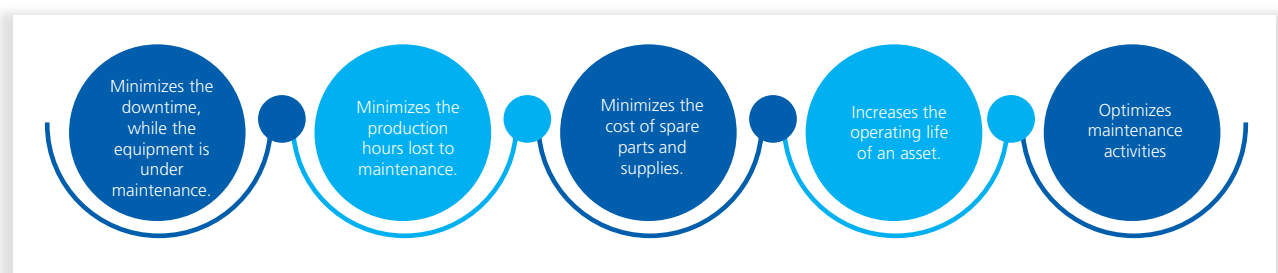 Minimizes the
downtime,
while the
equipment is
under
maintenance.
Minimizes the
production
hours lost to
maintenance.
Minimizes the
cost of spare
parts and
supplies.
Increases the
operating life
of an asset.
Optimizes
maintenance
activities